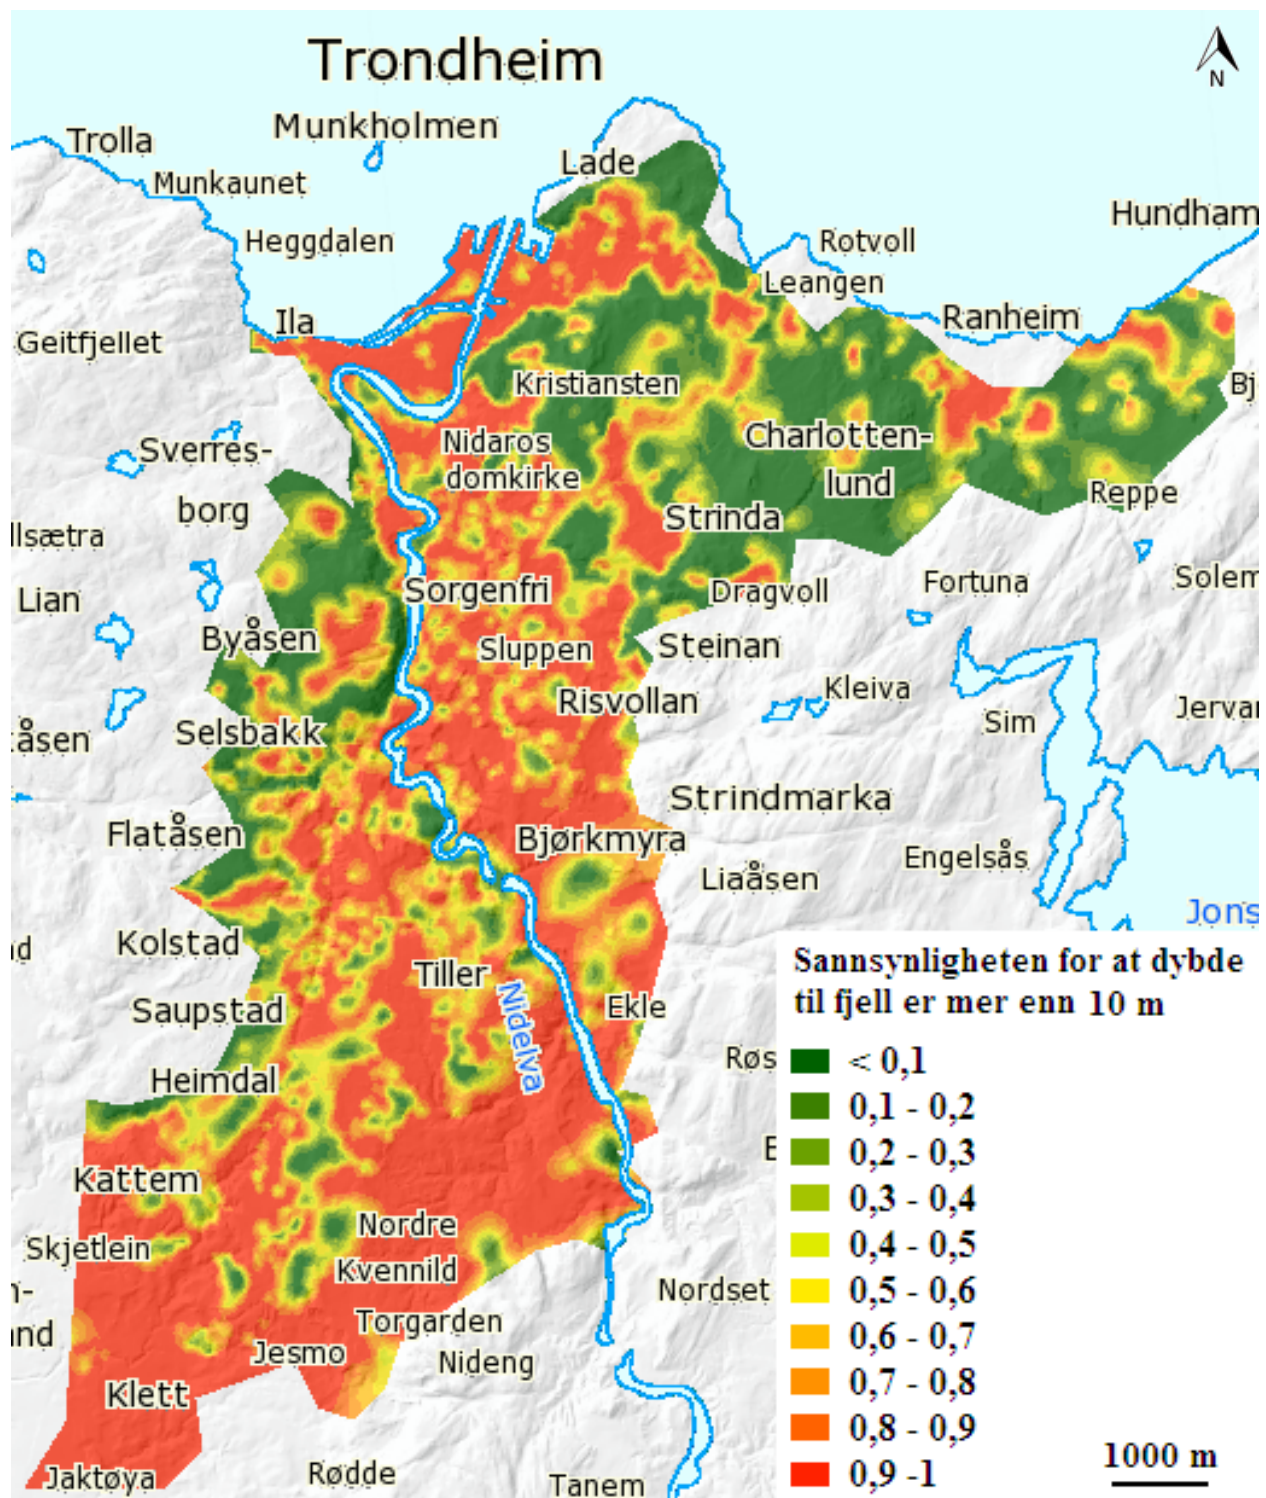 Trondheim
N
Munkholmen
Trolla
Lade
Munkaunet
Hundham
Heggdalen
Rotvoll
Leangen
Ila
Ranheim
Geitfjellet
Kristiansten
Bj
Charlotten-
lund
Nidaros
domkirke
Sverres-
borg
Reppe
Strinda
llsætra
Sorgenfri
Dragvoll
Fortuna
Solem
Lian
Byåsen
Sluppen
Steinan
Risvollan
Kleiva
Sim
Jervan
Selsbakk
åsen
Strindmarka
Flatåsen
Bjørkmyra
Engelsås
Liaåsen
Jons
Kolstad
d
Tiller
Nidelva
Saupstad
Ekle
Heimdal
Røs
Kattem
Nordre
Kvennild
Skjetlein
Nordset
Torgarden
Jesmo
Nideng
Klett
Jaktøya
Rødde
Tanem
Sannsynligheten for at dybde
til fjell er mer enn 10 m
< 0,1
0,1 - 0,2
0,2 - 0,3
0,3 - 0,4
0,4 - 0,5
0,5 - 0,6
0,6 - 0,7
0,7 - 0,8
0,8 - 0,9
0,9 -1
1000 m